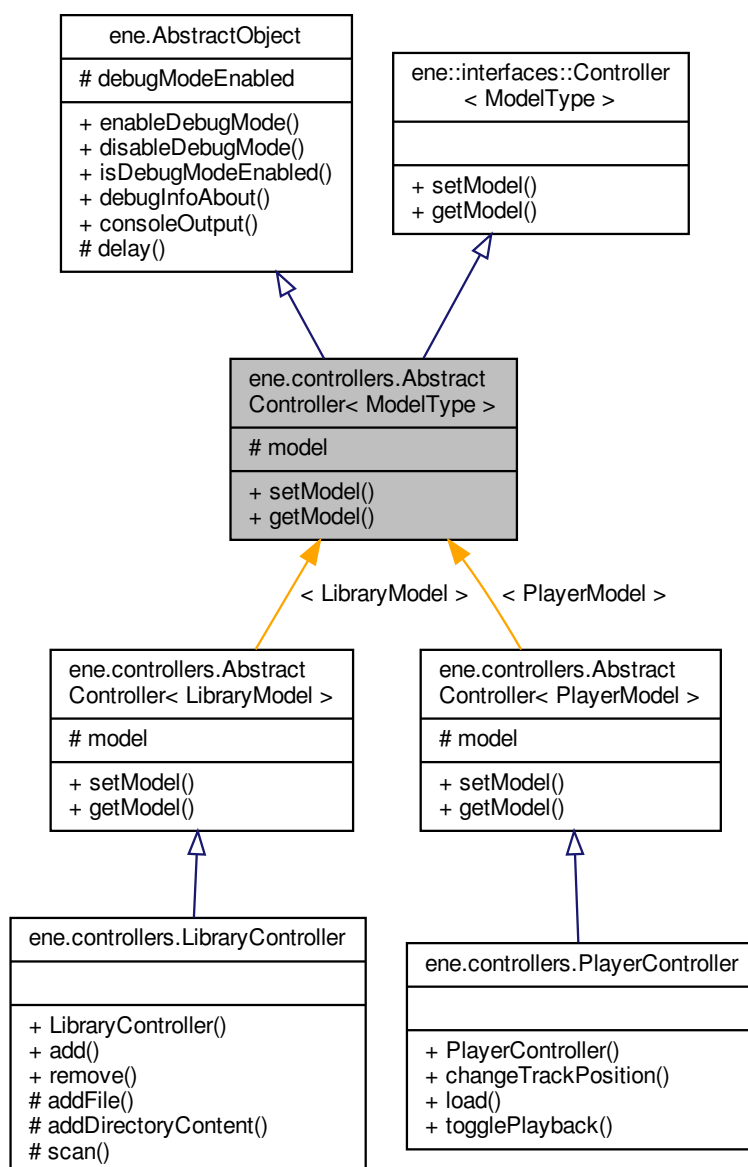 ene.AbstractObject
# debugModeEnabled
+ enableDebugMode()
+ disableDebugMode()
+ isDebugModeEnabled()
+ debugInfoAbout()
+ consoleOutput()
# delay()
ene::interfaces::Controller
< ModelType >
+ setModel()
+ getModel()
ene.controllers.Abstract
Controller< ModelType >
# model
+ setModel()
+ getModel()
< LibraryModel >
< PlayerModel >
ene.controllers.Abstract
Controller< LibraryModel >
# model
+ setModel()
+ getModel()
ene.controllers.Abstract
Controller< PlayerModel >
# model
+ setModel()
+ getModel()
ene.controllers.LibraryController
+ LibraryController()
+ add()
+ remove()
# addFile()
# addDirectoryContent()
# scan()
ene.controllers.PlayerController
+ PlayerController()
+ changeTrackPosition()
+ load()
+ togglePlayback()